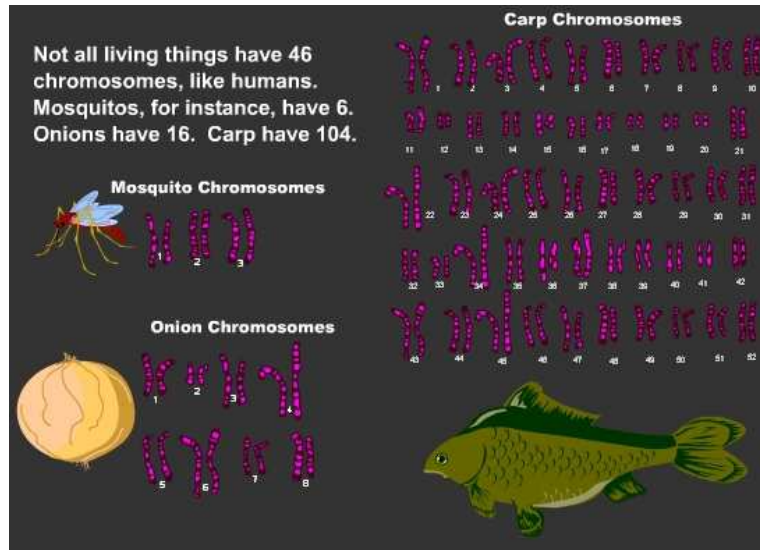 Not all living things have 46
chromosomes, like humans.
Mosquitos, for instance, have 6.
Onions have 16. Carp have 104.
Mosquito Chromosomes
1 2 3
Onion Chromosomes
1 2 3 4
5 6 7 8
Carp Chromosomes
1 2 3 4 5 6 7 8 9 10
11 12 13 14 15 16 17 18 19 20 21
22 23 24 25 26 27 28 29 30 31
32 33 34 35 36 37 38 39 40 41 42
43 44 45 46 47 48 49 50 51 52